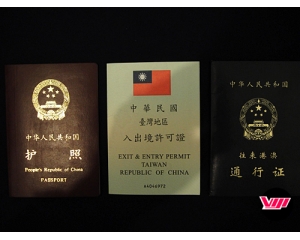 中华人民共和国
护照
People's Republic of China
PASSPORT
中華民國
臺灣地區
入出境許可證
EXIT & ENTRY PERMIT
TAIWAN
REPUBLIC OF CHINA
中华人民共和国
往来港澳
通行证